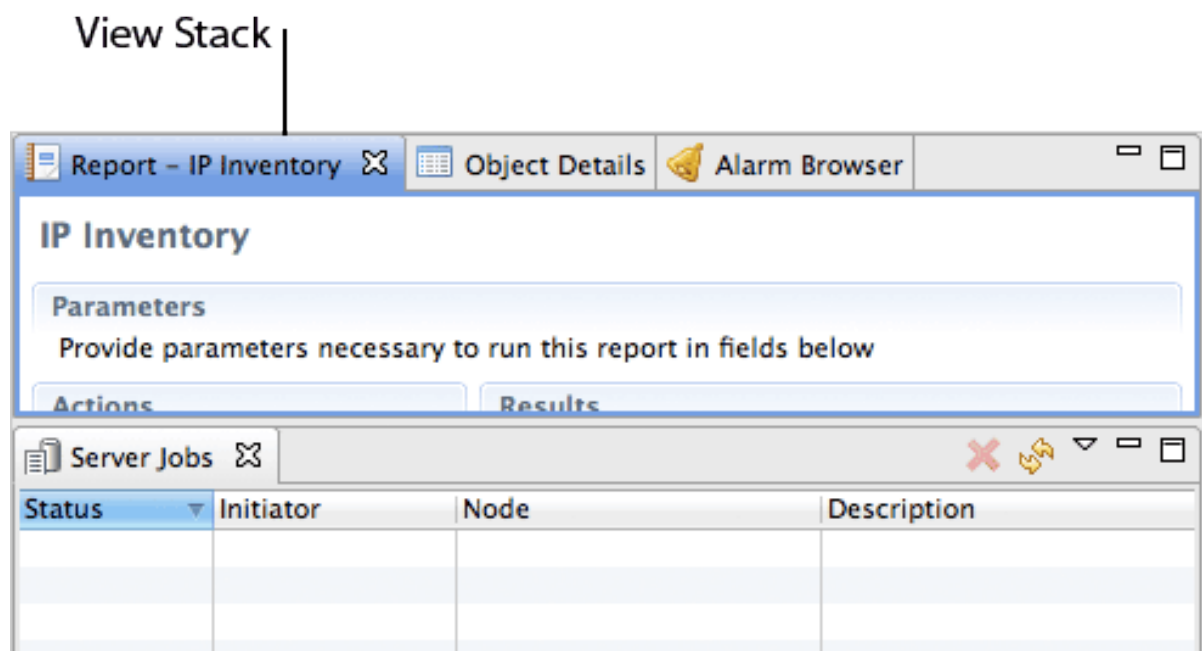 View Stack
Report – IP Inventory Object Details Alarm Browser
IP Inventory
Parameters
Provide parameters necessary to run this report in fields below
Actions Results
Server Jobs
Status Initiator Node Description